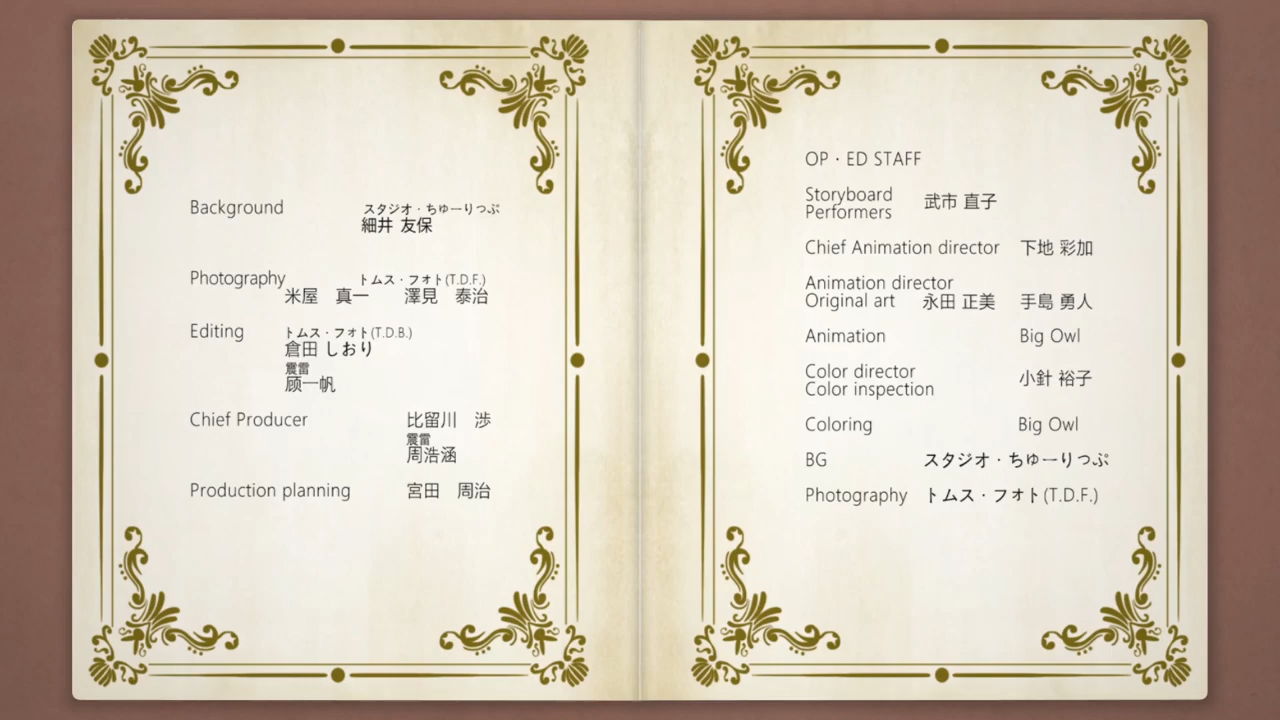 Background スタジオ・ちゅーりっぷ
細井 友保
Photography トムス・フォト(T.D.F.)
米屋　真一　　澤見　泰治
Editing トムス・フォト(T.D.B.)
倉田 しおり
震雷
顾一帆
Chief Producer 比留川　渉
震雷
周浩涵
Production planning 宮田　周治
OP・ED STAFF
Storyboard
Performers 武市 直子
Chief Animation director 下地 彩加
Animation director
Original art 永田 正美 手島 勇人
Animation Big Owl
Color director
Color inspection 小針 裕子
Coloring Big Owl
BG スタジオ・ちゅーりっぷ
Photography トムス・フォト(T.D.F.)